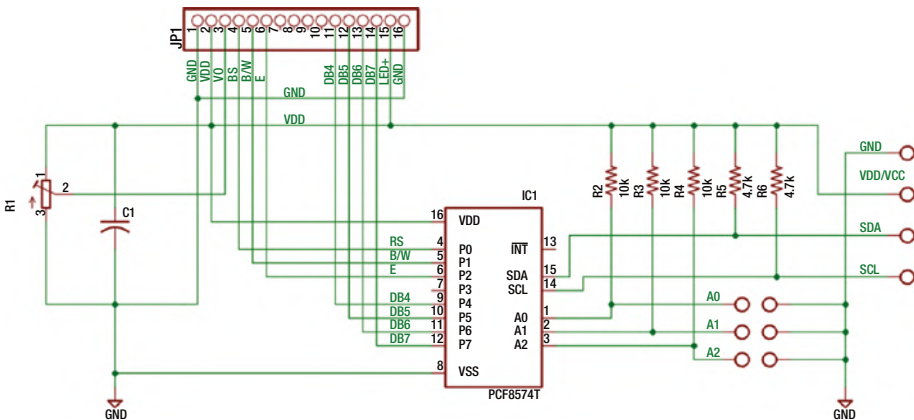 JP1
1 2 3 4 5 6 7 8 9 10 11 12 13 14 15 16
GND VDD VO BS B/W E DB4 DB5 DB6 DB7 LED+ GND
GND
VDD
GND
VDD/VCC
SDA
SCL
R1
1
2
3
C1
R2 10k
R3 10k
R4 10k
R5 4.7k
R6 4.7k
IC1
16 VDD
RS 4 P0
B/W 5 P1
E 6 P2
7 P3
DB4 9 P4
DB5 10 P5
DB6 11 P6
DB7 12 P7
8 VSS
INT 13
SDA 15
SCL 14
A0 1
A1 2
A2 3
PCF8574T
A0
A1
A2
GND
GND